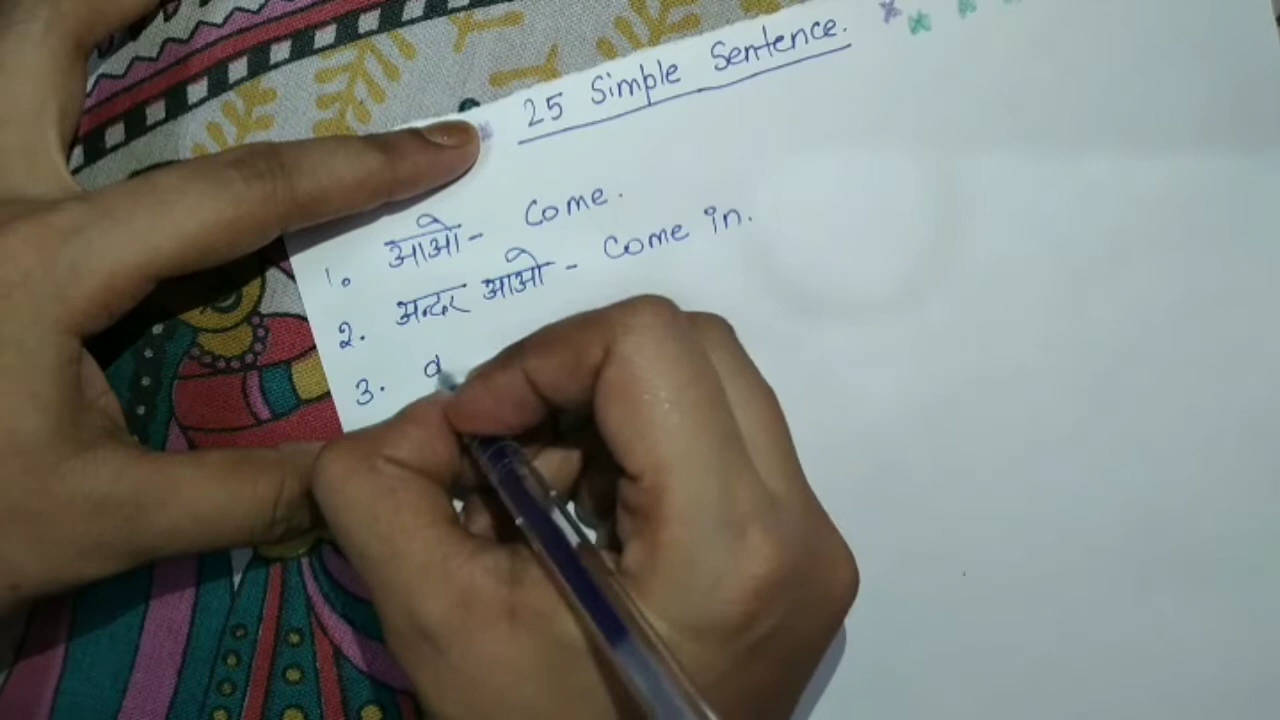 25 Simple Sentence.
1. आओ - Come.
2. अन्दर आओ - Come in.
3.